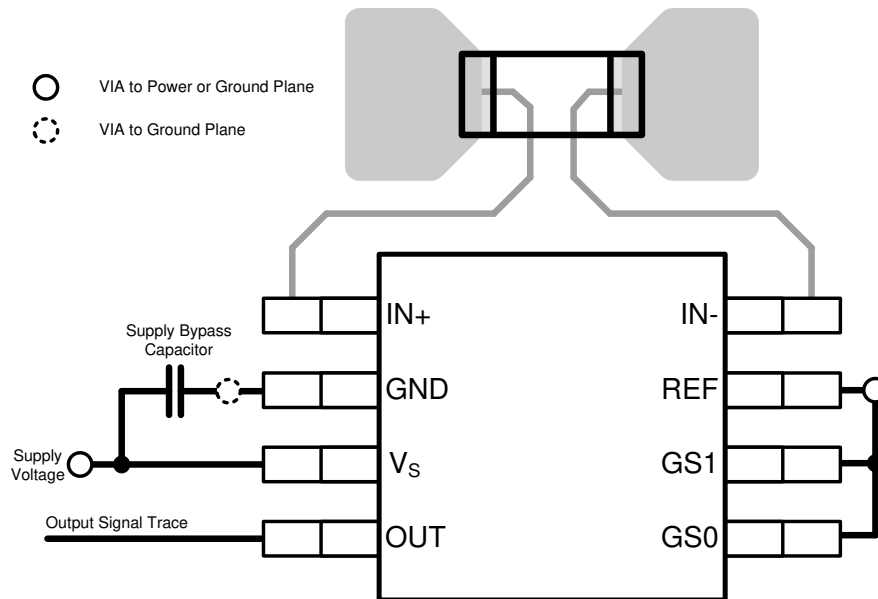 VIA to Power or Ground Plane
VIA to Ground Plane
IN+
IN-
Supply Bypass
Capacitor
GND
REF
Supply
Voltage
VS
GS1
Output Signal Trace
OUT
GS0